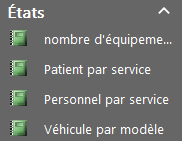 États
nombre d'équipeme...
Patient par service
Personnel par service
Véhicule par modèle